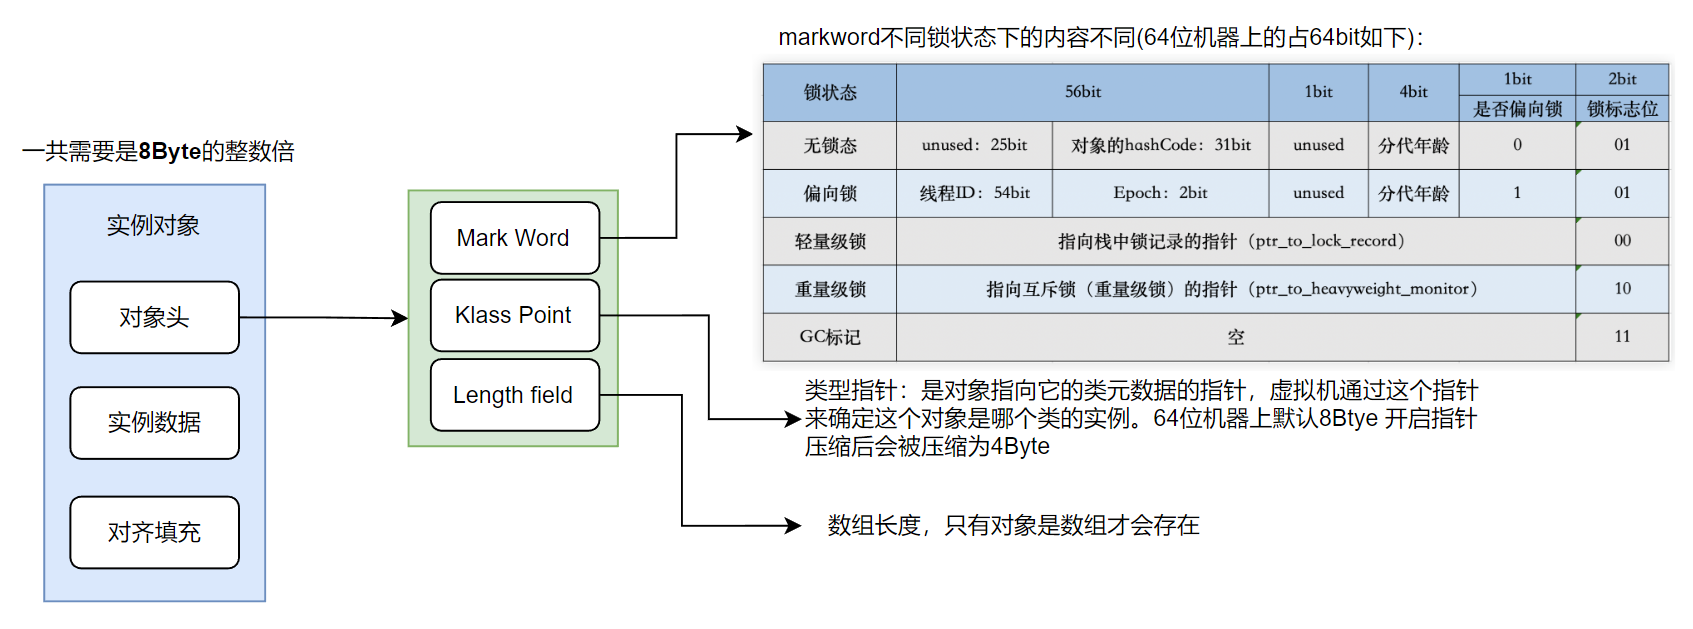 markword不同锁状态下的内容不同(64位机器上的占64bit如下)：
锁状态 56bit 1bit 4bit 1bit 2bit
是否偏向锁 锁标志位
无锁态 unused：25bit 对象的hashCode：31bit unused 分代年龄 0 01
偏向锁 线程ID：54bit Epoch：2bit unused 分代年龄 1 01
轻量级锁 指向栈中锁记录的指针（ptr_to_lock_record） 00
重量级锁 指向互斥锁（重量级锁）的指针（ptr_to_heavyweight_monitor） 10
GC标记 空 11
一共需要是8Byte的整数倍
实例对象
对象头
实例数据
对齐填充
Mark Word
Klass Point
Length field
类型指针：是对象指向它的类元数据的指针，虚拟机通过这个指针
来确定这个对象是哪个类的实例。64位机器上默认8Btye 开启指针
压缩后会被压缩为4Byte
数组长度，只有对象是数组才会存在